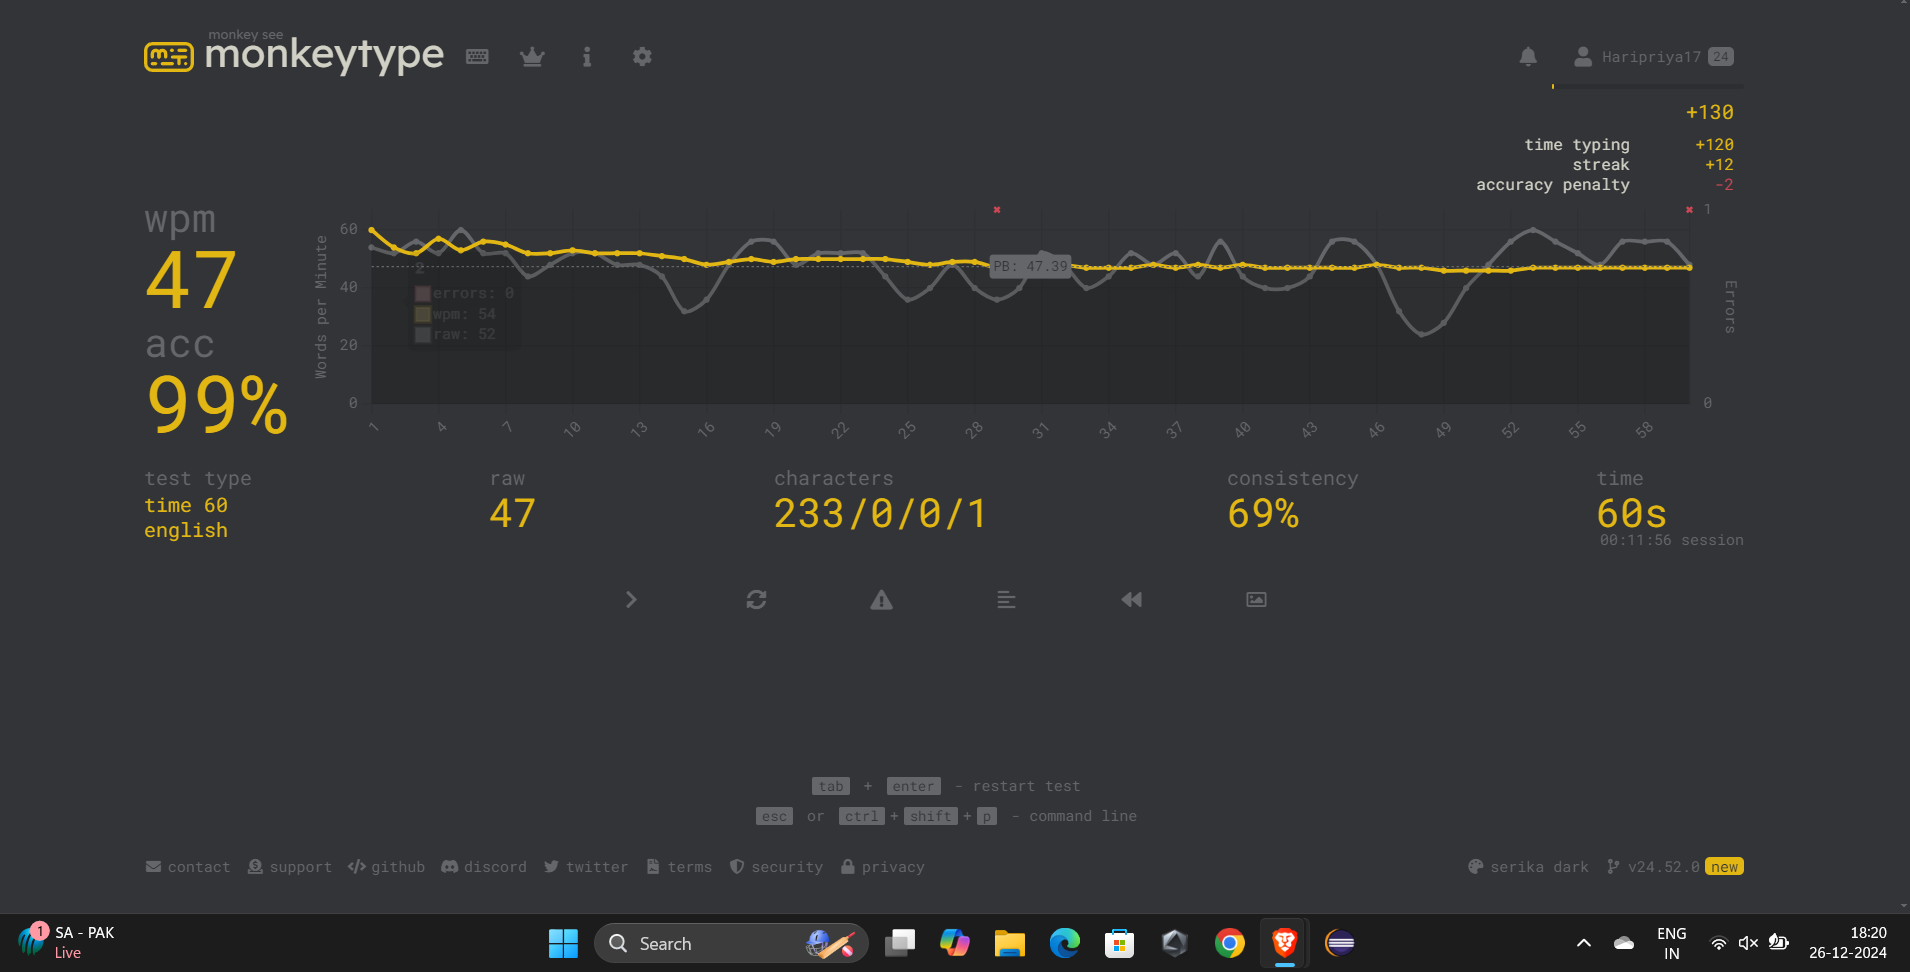 monkey see
monkeytype
Haripriya17 24
+130
time typing +120
streak +12
accuracy penalty -2
wpm
47
acc
99%
Words per Minute
60
40
20
0
1
0
Errors
2
errors: 0
wpm: 54
raw: 52
PB: 47.39
1 4 7 10 13 16 19 22 25 28 31 34 37 40 43 46 49 52 55 58
test type
time 60
english
raw
47
characters
233/0/0/1
consistency
69%
time
60s
00:11:56 session
tab + enter - restart test
esc or ctrl + shift + p - command line
contact support github discord twitter terms security privacy
serika dark v24.52.0 new
1
SA - PAK
Live
Search
ENG
IN
18:20
26-12-2024